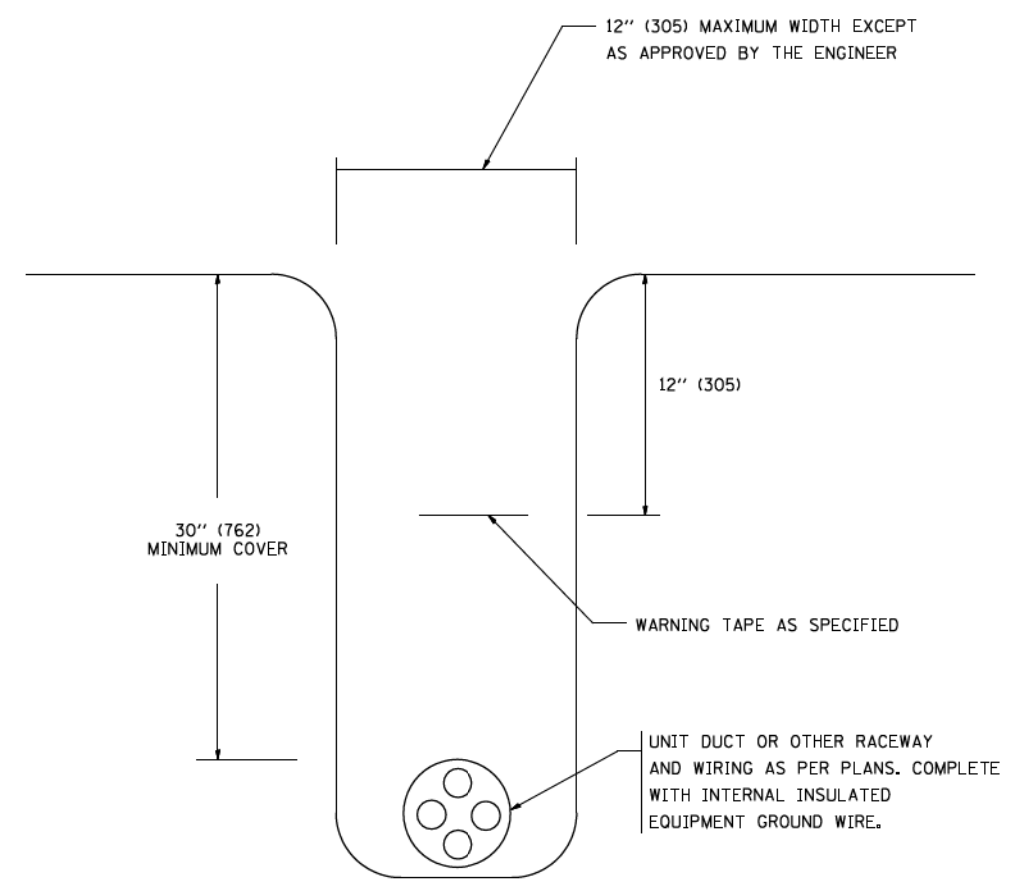 12'' (305) MAXIMUM WIDTH EXCEPT
AS APPROVED BY THE ENGINEER
12'' (305)
30'' (762)
MINIMUM COVER
WARNING TAPE AS SPECIFIED
UNIT DUCT OR OTHER RACEWAY
AND WIRING AS PER PLANS. COMPLETE
WITH INTERNAL INSULATED
EQUIPMENT GROUND WIRE.